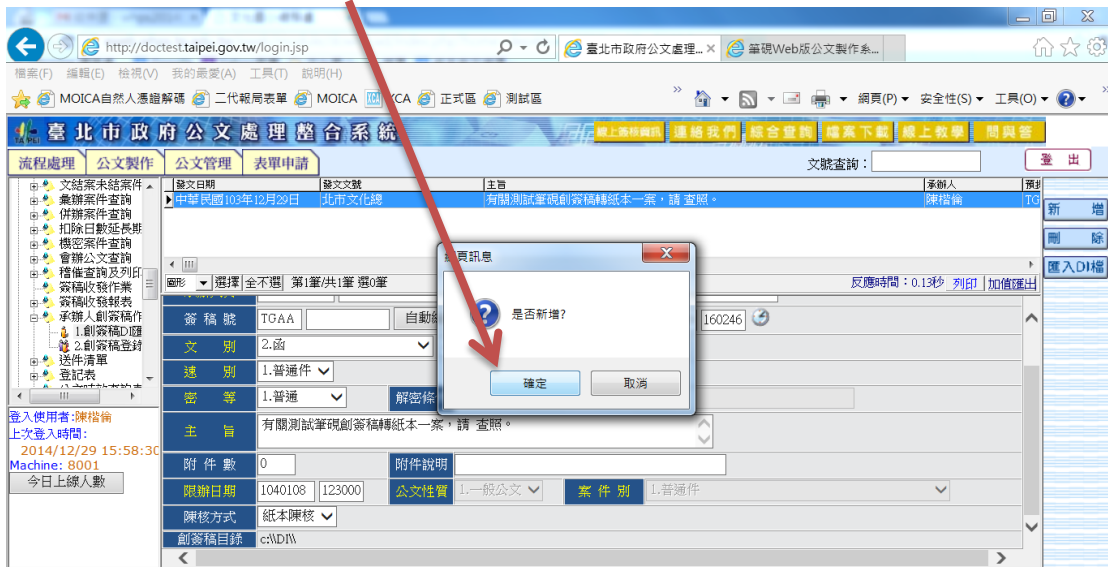 http://doctest.taipei.gov.tw/login.jsp
臺北市政府公文處理... ×
筆硯Web版公文製作系...
檔案(F) 編輯(E) 檢視(V) 我的最愛(A) 工具(T) 說明(H)
MOICA自然人憑證解碼 二代報局表單 MOICA XCA 正式區 測試區 » 網頁(P) 安全性(S) 工具(O) »
臺北市政府公文處理整合系統
線上簽核資訊 連絡我們 綜合查詢 檔案下載 線上教學 問與答
流程處理 公文製作 公文管理 表單申請 文號查詢： 登 出
文結案未結案件
彙辦案件查詢
併辦案件查詢
扣除日數延長期
機密案件查詢
會辦公文查詢
稽催查詢及列印
簽稿收發作業
簽稿收發報表
承辦人創簽稿作
1.創簽稿DI匯
2.創簽稿登錄
送件清單
登記表
登入使用者:陳楷倫
上次登入時間：
2014/12/29 15:58:30
Machine: 8001
今日上線人數
發文日期 發文文號 主旨 承辦人
中華民國103年12月29日 北市文化總 有關測試筆硯創簽稿轉紙本一案，請 查照。 陳楷倫 TG
新 增
刪 除
匯入DI檔
圖形 選擇 全不選 第1筆/共1筆 選0筆 反應時間：0.13秒 列印 加值匯出
簽 稿 號 TGAA 160246
文 別 2.函
速 別 1.普通件
密 等 1.普通 解密條
主 旨 有關測試筆硯創簽稿轉紙本一案，請 查照。
附 件 數 0 附件說明
限辦日期 1040108 123000 公文性質 1.一般公文 案 件 別 1.普通件
陳核方式 紙本陳核
創簽稿目錄 c:\\DI\\
頁訊息
是否新增?
確定 取消